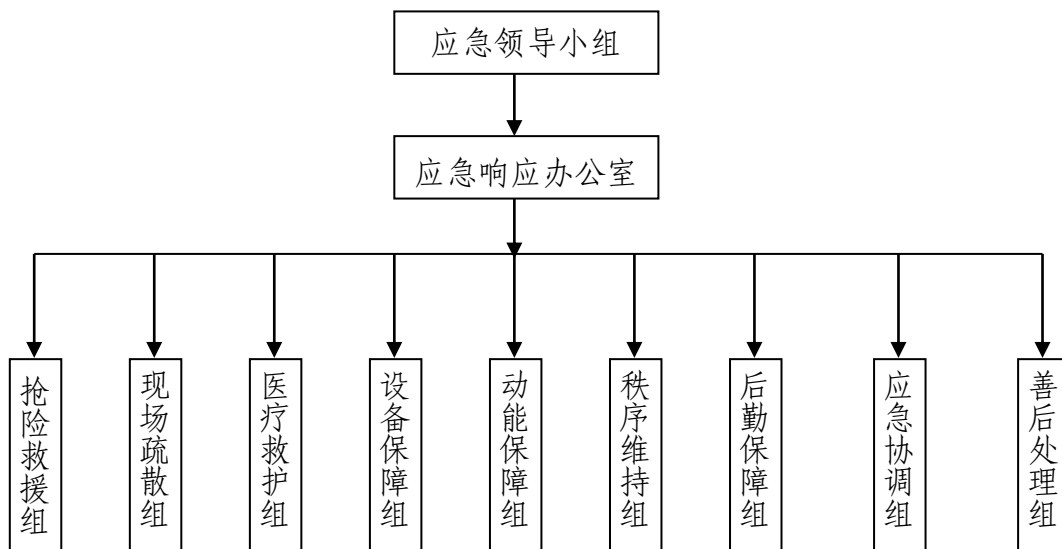 应急领导小组
应急响应办公室
抢险救援组
现场疏散组
医疗救护组
设备保障组
动能保障组
秩序维持组
后勤保障组
应急协调组
善后处理组